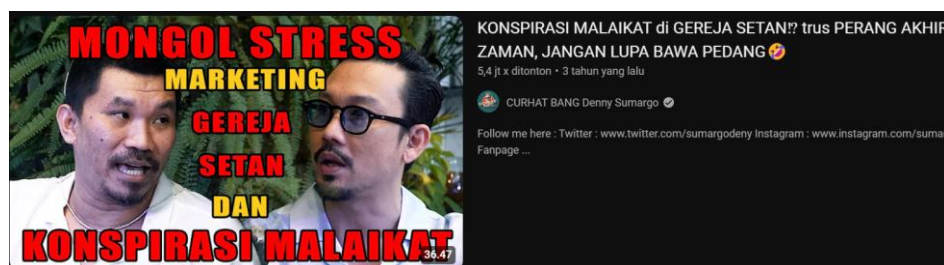 MONGOL STRESS
MARKETING
GEREJA
SETAN
DAN
KONSPIRASI MALAIKAT
36.47
KONSPIRASI MALAIKAT di GEREJA SETAN!? trus PERANG AKHIR
ZAMAN, JANGAN LUPA BAWA PEDANG🤣
5,4 jt x ditonton • 3 tahun yang lalu
CURHAT BANG Denny Sumargo
Follow me here : Twitter : www.twitter.com/sumargodeny Instagram : www.instagram.com/suma
Fanpage ...